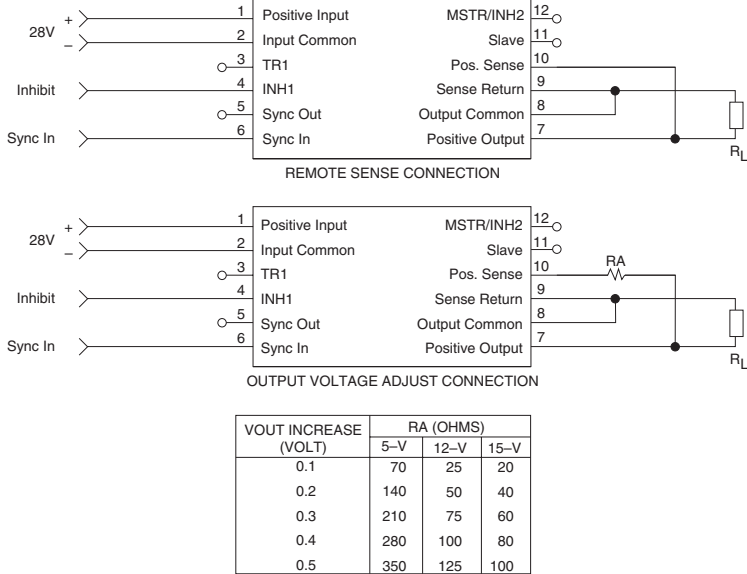 28V + 1 Positive Input MSTR/INH2 12
– 2 Input Common Slave 11
3 TR1 Pos. Sense 10
Inhibit 4 INH1 Sense Return 9
5 Sync Out Output Common 8
Sync In 6 Sync In Positive Output 7
RL
REMOTE SENSE CONNECTION
28V + 1 Positive Input MSTR/INH2 12
– 2 Input Common Slave 11
3 TR1 Pos. Sense 10 RA
Inhibit 4 INH1 Sense Return 9
5 Sync Out Output Common 8
Sync In 6 Sync In Positive Output 7
RL
OUTPUT VOLTAGE ADJUST CONNECTION
VOUT INCREASE (VOLT) RA (OHMS)
5–V 12–V 15–V
0.1 70 25 20
0.2 140 50 40
0.3 210 75 60
0.4 280 100 80
0.5 350 125 100